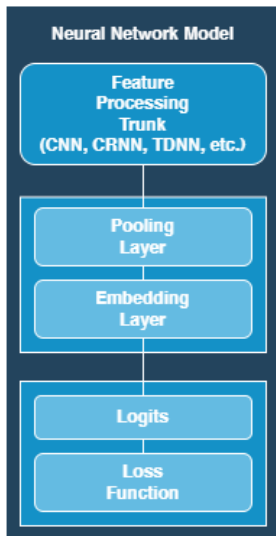 Neural Network Model
Feature
Processing
Trunk
(CNN, CRNN, TDNN, etc.)
Pooling
Layer
Embedding
Layer
Logits
Loss
Function